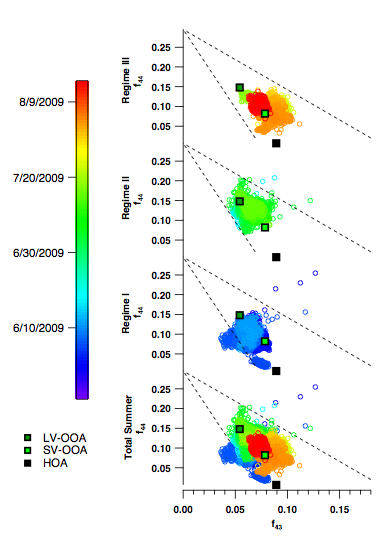 Regime III
f44
0.25
0.20
0.15
0.10
0.05
Regime II
f44
0.25
0.20
0.15
0.10
0.05
Regime I
f44
0.25
0.20
0.15
0.10
0.05
Total Summer
f44
0.25
0.20
0.15
0.10
0.05
0.00
0.05
0.10
0.15
f43
8/9/2009
7/20/2009
6/30/2009
6/10/2009
LV-OOA
SV-OOA
HOA